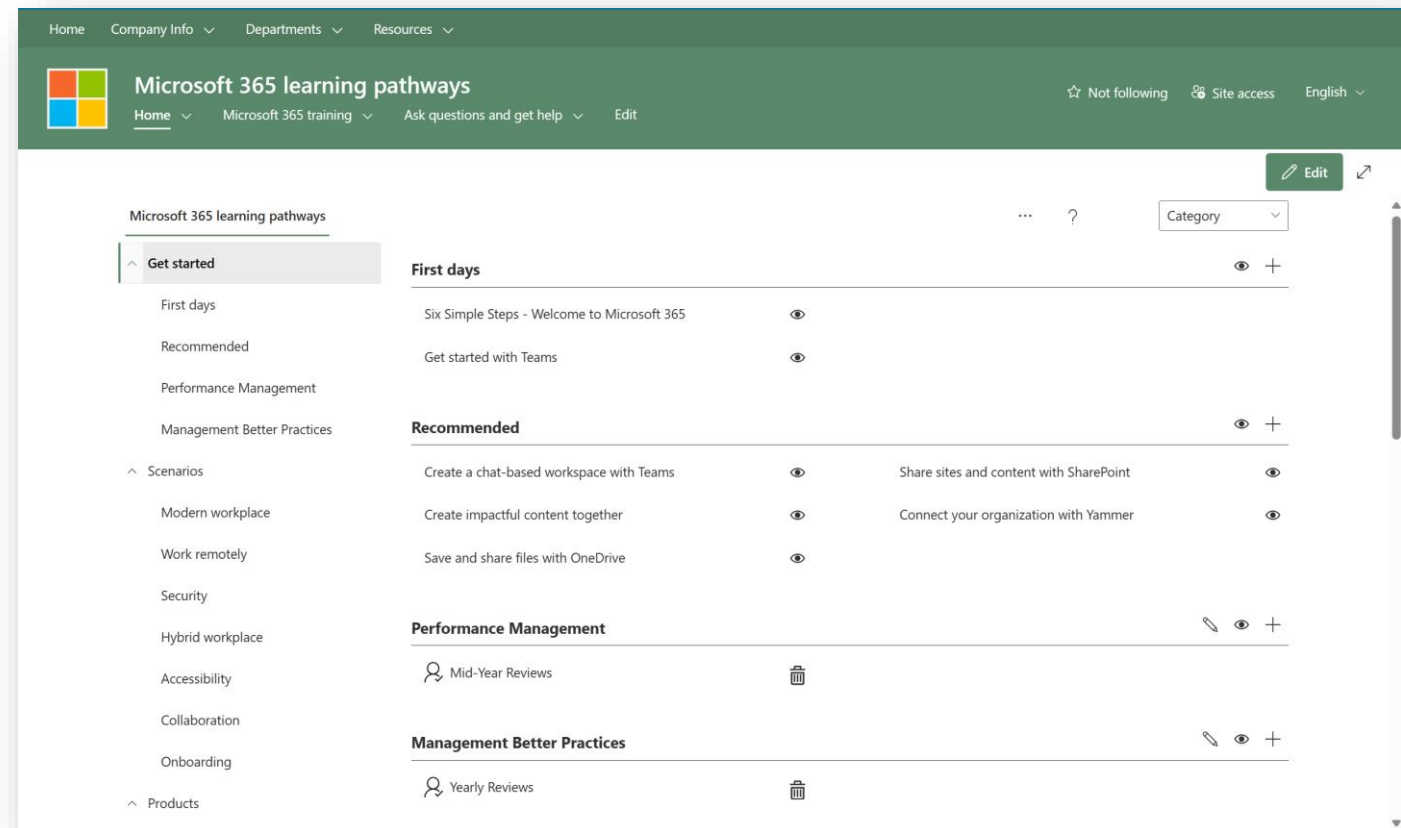 Home Company Info Departments Resources
Microsoft 365 learning pathways
Home Microsoft 365 training Ask questions and get help Edit
Not following Site access English
Edit
Microsoft 365 learning pathways
? Category
Get started
First days
Recommended
Performance Management
Management Better Practices
Scenarios
Modern workplace
Work remotely
Security
Hybrid workplace
Accessibility
Collaboration
Onboarding
Products
First days
Six Simple Steps - Welcome to Microsoft 365
Get started with Teams
Recommended
Create a chat-based workspace with Teams Share sites and content with SharePoint
Create impactful content together Connect your organization with Yammer
Save and share files with OneDrive
Performance Management
Mid-Year Reviews
Management Better Practices
Yearly Reviews